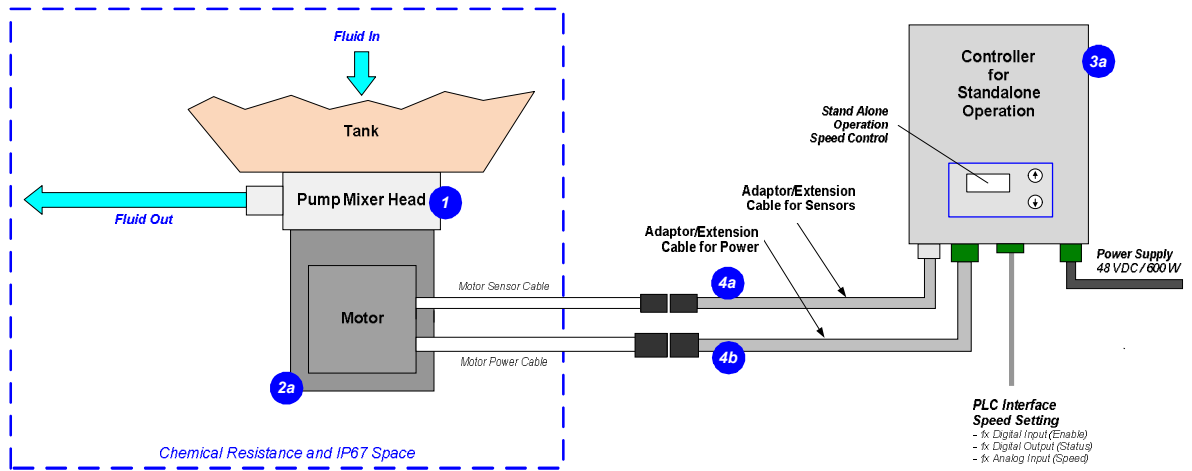 Fluid In
Tank
Pump Mixer Head
1
Fluid Out
Motor Sensor Cable
Motor
Motor Power Cable
2a
Chemical Resistance and IP67 Space
Controller
for
Standalone
Operation
3a
Stand Alone
Operation
Speed Control
Adaptor/Extension
Cable for Sensors
Adaptor/Extension
Cable for Power
4a
4b
Power Supply
48 VDC / 600 W
PLC Interface
Speed Setting
- 1x Digital Input (Enable)
- 1x Digital Output (Status)
- 1x Analog Input (Speed)